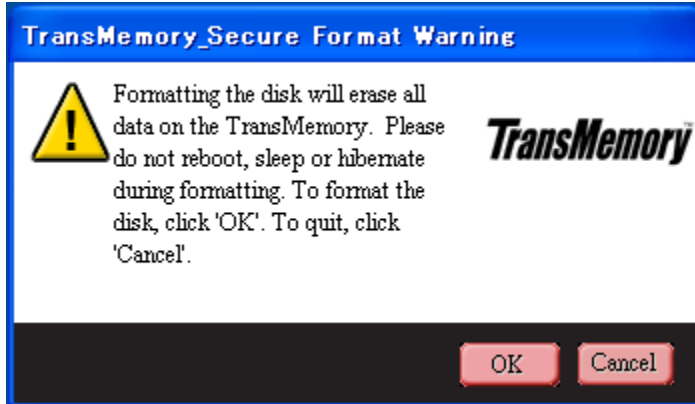 TransMemory_Secure Format Warning
Formatting the disk will erase all
data on the TransMemory.  Please
do not reboot, sleep or hibernate
during formatting. To format the
disk, click 'OK'. To quit, click
'Cancel'.
TransMemory™
OK
Cancel